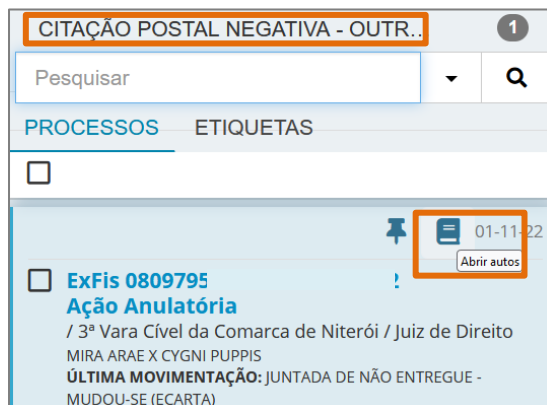 CITAÇÃO POSTAL NEGATIVA - OUTR..
1
Pesquisar
PROCESSOS ETIQUETAS
01-11-22
Abrir autos
ExFis 0809795
Ação Anulatória
/ 3ª Vara Cível da Comarca de Niterói / Juiz de Direito
MIRA ARAE X CYGNI PUPPIS
ÚLTIMA MOVIMENTAÇÃO: JUNTADA DE NÃO ENTREGUE -
MUDOU-SE (ECARTA)